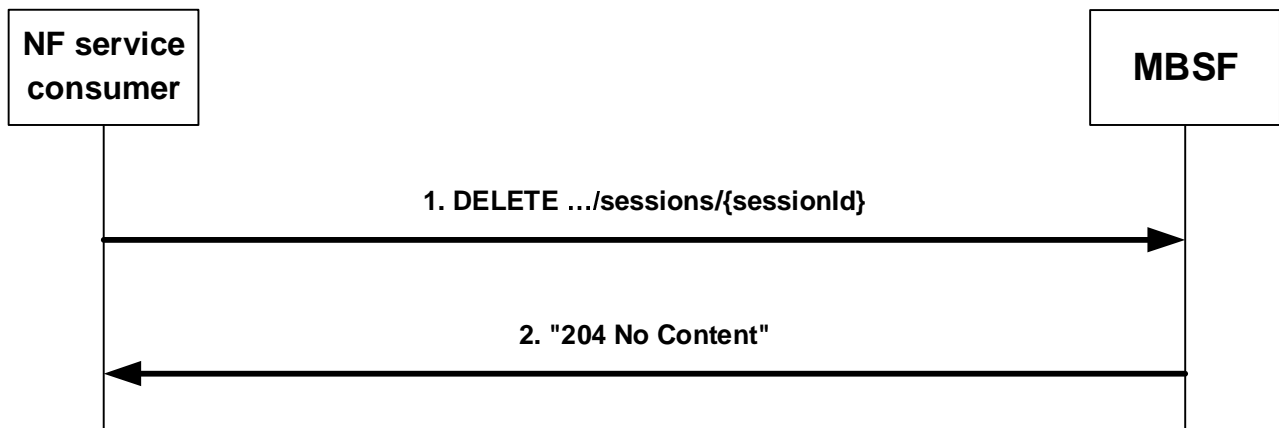 NF service
consumer
MBSF
1. DELETE …/sessions/{sessionId}
2. "204 No Content"